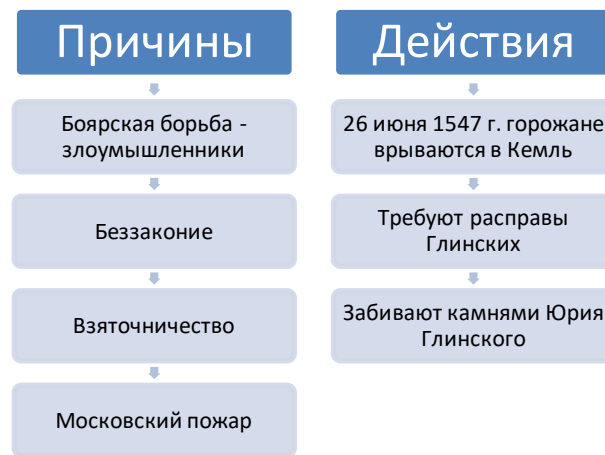 Причины
Боярская борьба -
злоумышленники
Беззаконие
Взяточничество
Московский пожар
Действия
26 июня 1547 г. горожане
врываются в Кемль
Требуют расправы
Глинских
Забивают камнями Юрия
Глинского